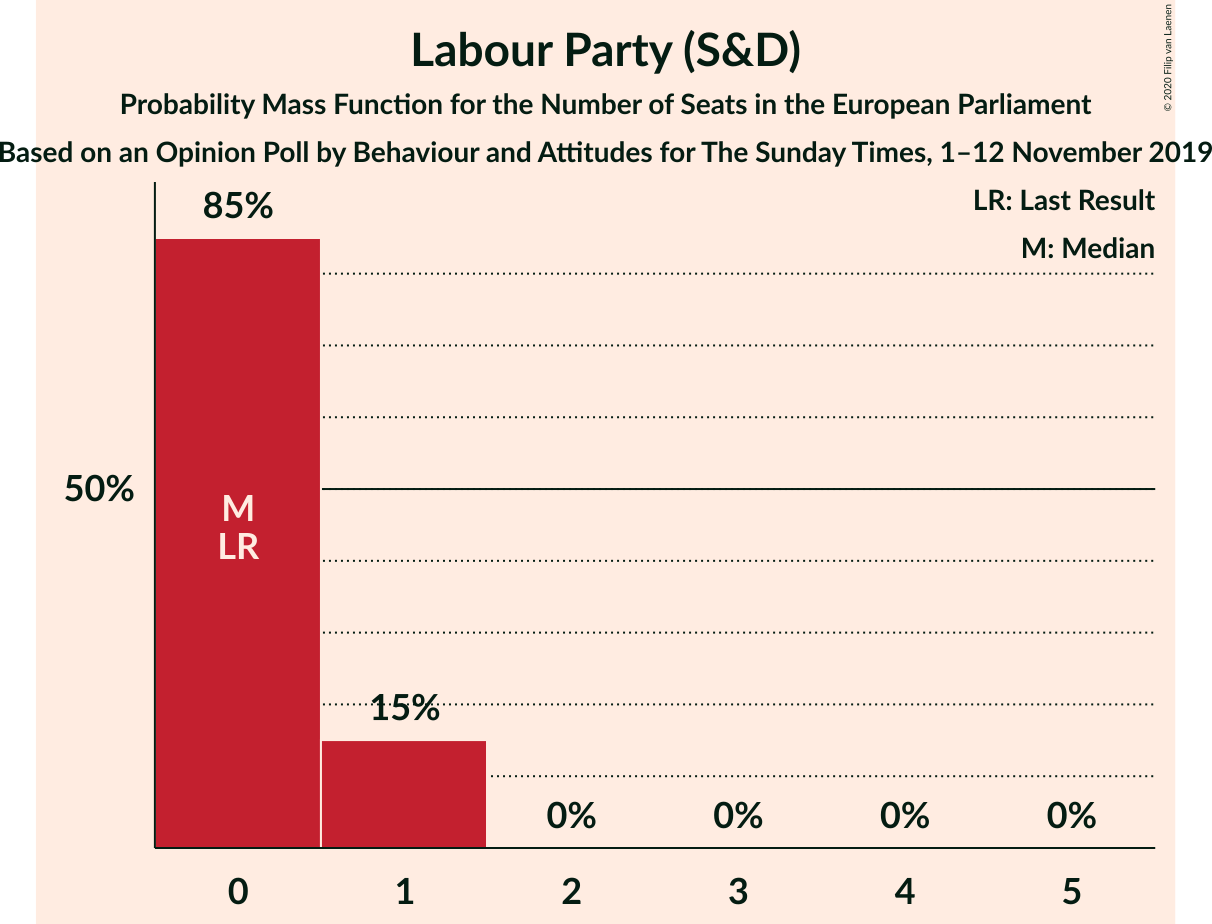 Labour Party (S&D)
Probability Mass Function for the Number of Seats in the European Parliament
Based on an Opinion Poll by Behaviour and Attitudes for The Sunday Times, 1–12 November 2019
© 2020 Filip van Laenen
LR: Last Result
M: Median
85%
50%
M
LR
15%
0% 0% 0% 0%
0 1 2 3 4 5